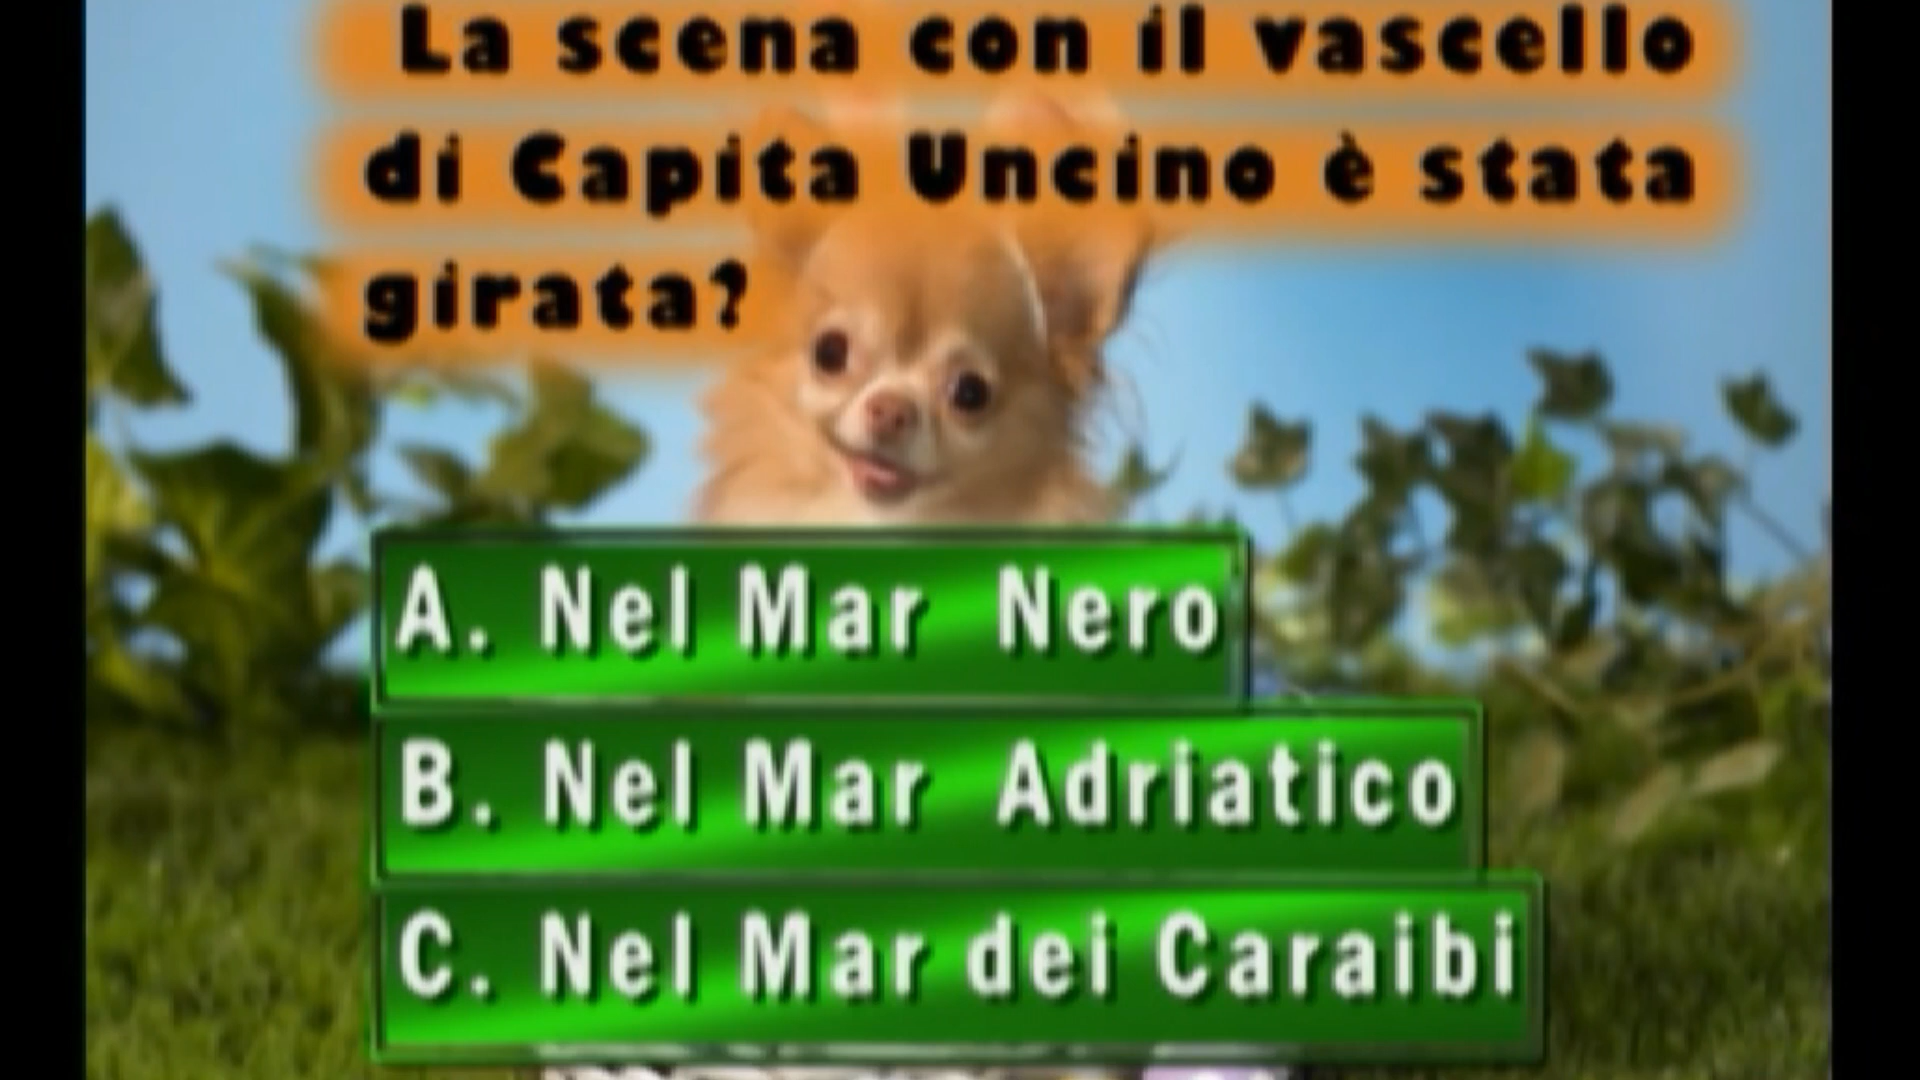 La scena con il vascello
di Capita Uncino è stata
girata?
A. Nel Mar Nero
B. Nel Mar Adriatico
C. Nel Mar dei Caraibi